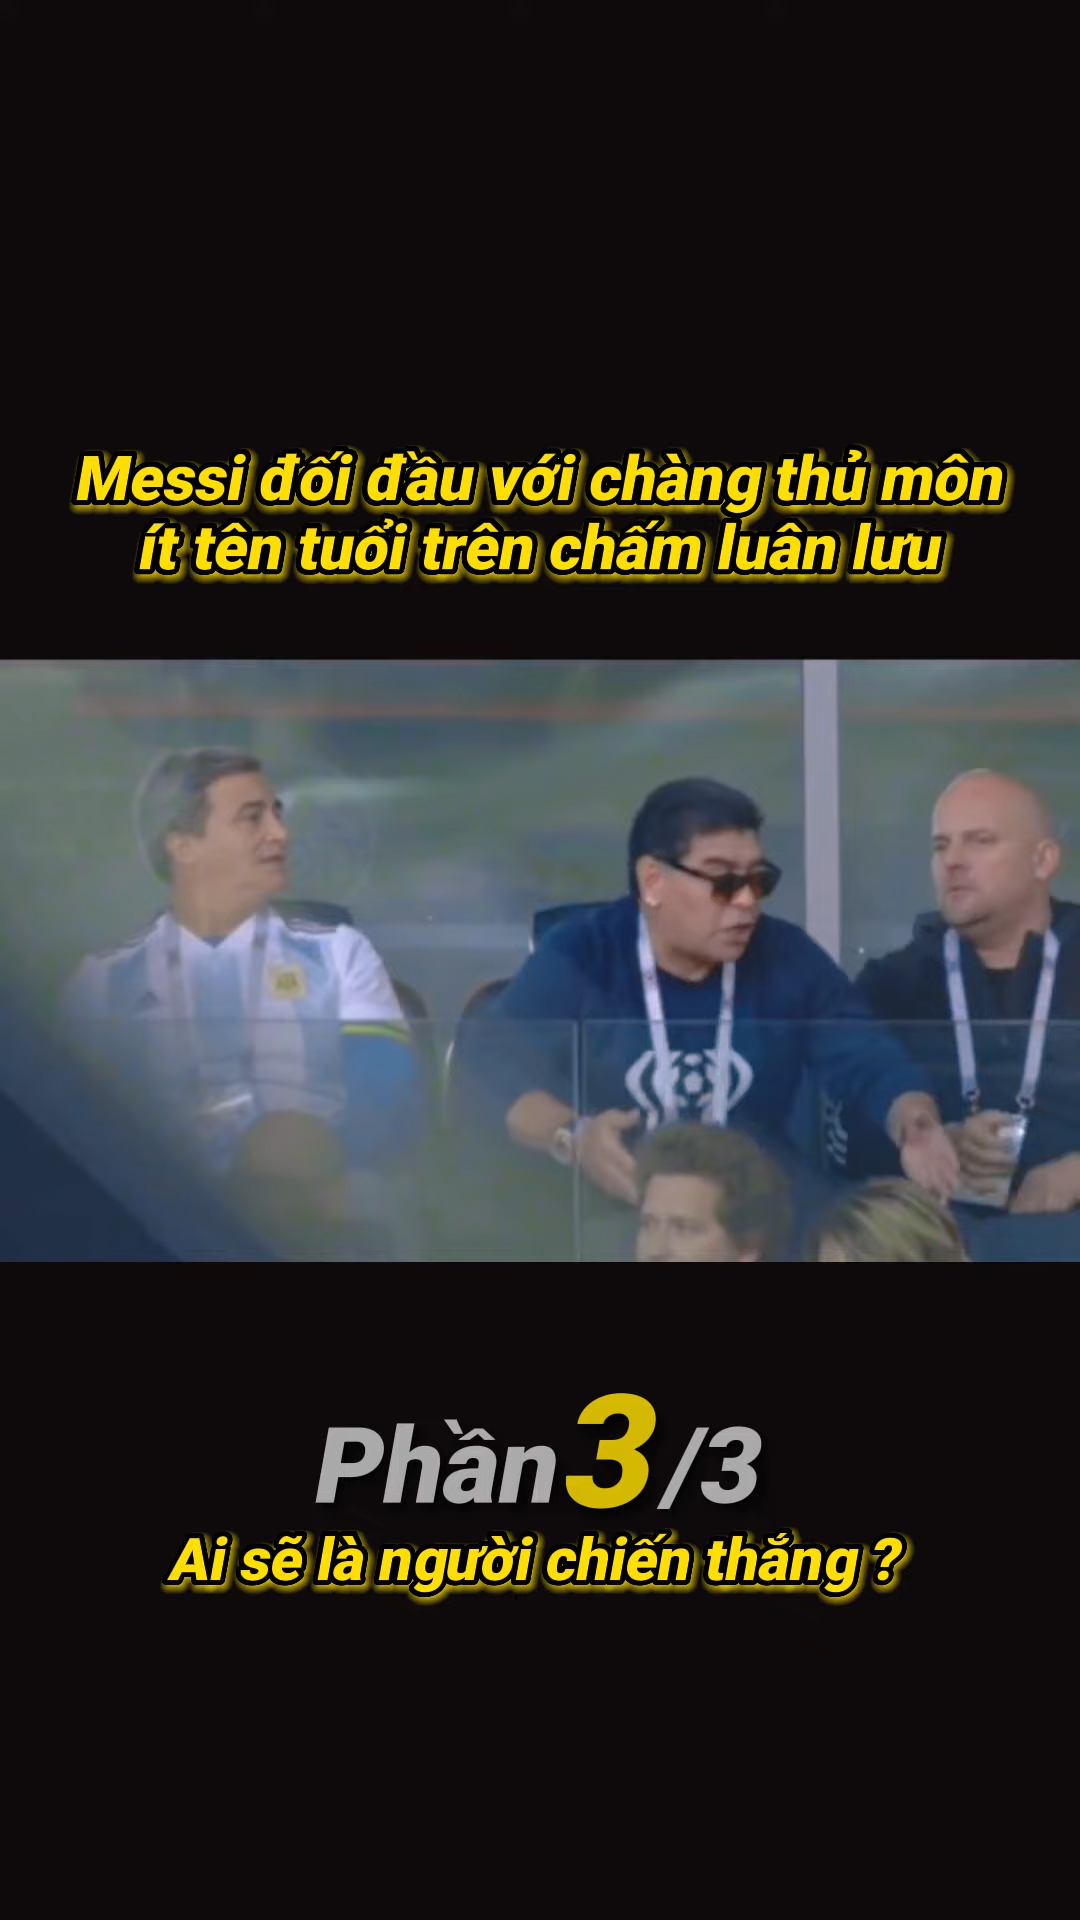 Messi đối đầu với chàng thủ môn
ít tên tuổi trên chấm luân lưu
Phần 3/3
Ai sẽ là người chiến thắng ?